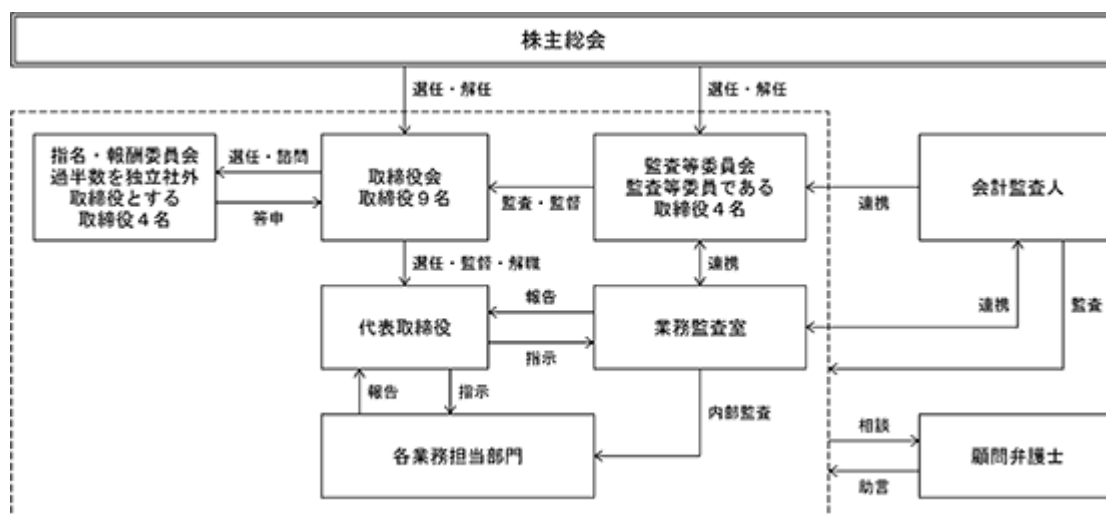 株主総会
選任・解任
選任・解任
指名・報酬委員会
過半数を独立社外
取締役とする
取締役4名
選任・諮問
答申
取締役会
取締役9名
監査・監督
監査等委員会
監査等委員である
取締役4名
連携
会計監査人
選任・監督・解職
連携
代表取締役
報告
指示
業務監査室
連携
監査
報告
指示
内部監査
各業務担当部門
相談
助言
顧問弁護士